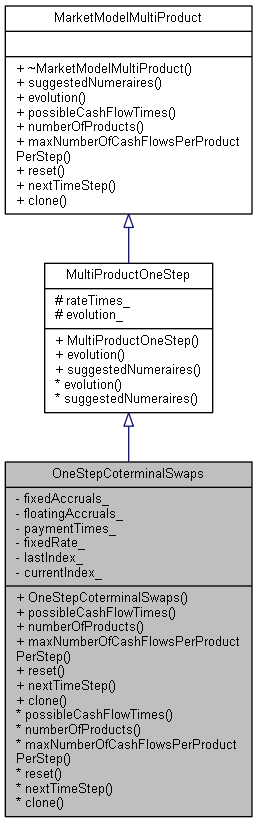 MarketModelMultiProduct
+ ~MarketModelMultiProduct()
+ suggestedNumeraires()
+ evolution()
+ possibleCashFlowTimes()
+ numberOfProducts()
+ maxNumberOfCashFlowsPerProduct
PerStep()
+ reset()
+ nextTimeStep()
+ clone()
MultiProductOneStep
# rateTimes_
# evolution_
+ MultiProductOneStep()
+ evolution()
+ suggestedNumeraires()
* evolution()
* suggestedNumeraires()
OneStepCoterminalSwaps
- fixedAccruals_
- floatingAccruals_
- paymentTimes_
- fixedRate_
- lastIndex_
- currentIndex_
+ OneStepCoterminalSwaps()
+ possibleCashFlowTimes()
+ numberOfProducts()
+ maxNumberOfCashFlowsPerProduct
PerStep()
+ reset()
+ nextTimeStep()
+ clone()
* possibleCashFlowTimes()
* numberOfProducts()
* maxNumberOfCashFlowsPerProduct
PerStep()
* reset()
* nextTimeStep()
* clone()